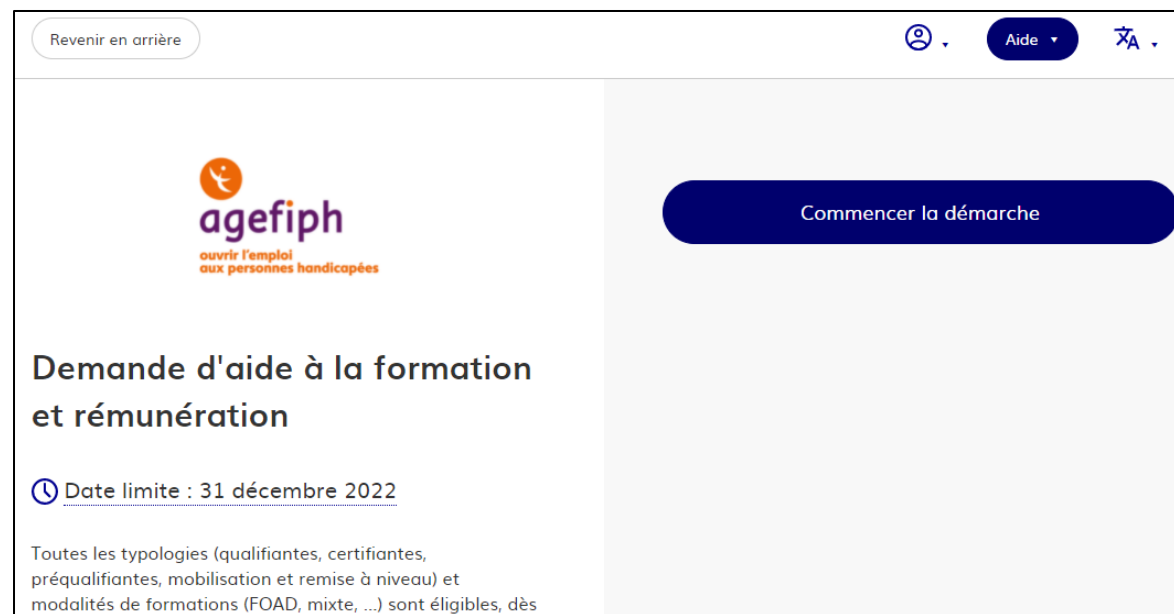 Revenir en arrière
Aide
agefiph
ouvrir l'emploi
aux personnes handicapées
Commencer la démarche
Demande d'aide à la formation
et rémunération
Date limite : 31 décembre 2022
Toutes les typologies (qualifiantes, certifiantes,
préqualifiantes, mobilisation et remise à niveau) et
modalités de formations (FOAD, mixte, ...) sont éligibles, dès